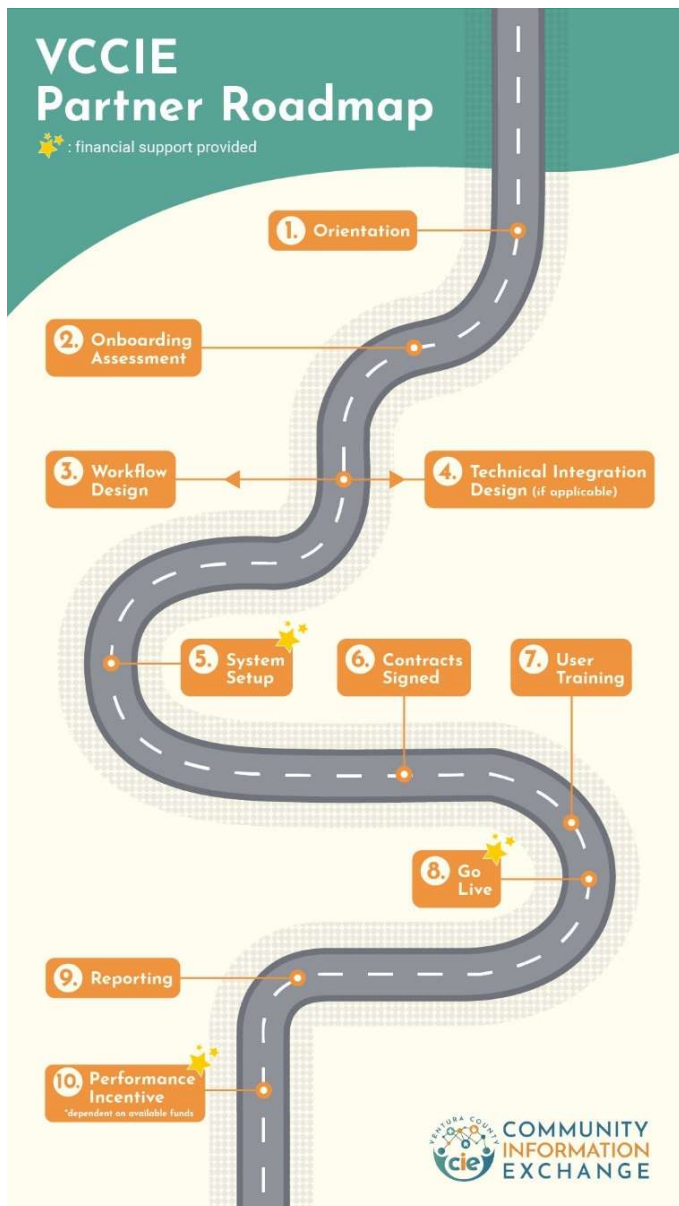 VCCIE
Partner Roadmap
: financial support provided
1. Orientation
2. Onboarding
Assessment
3. Workflow
Design
4. Technical Integration
Design (if applicable)
5. System
Setup
6. Contracts
Signed
7. User
Training
8. Go
Live
9. Reporting
10. Performance
Incentive
*dependent on available funds
VENTURA COUNTY
cie
COMMUNITY
INFORMATION
EXCHANGE